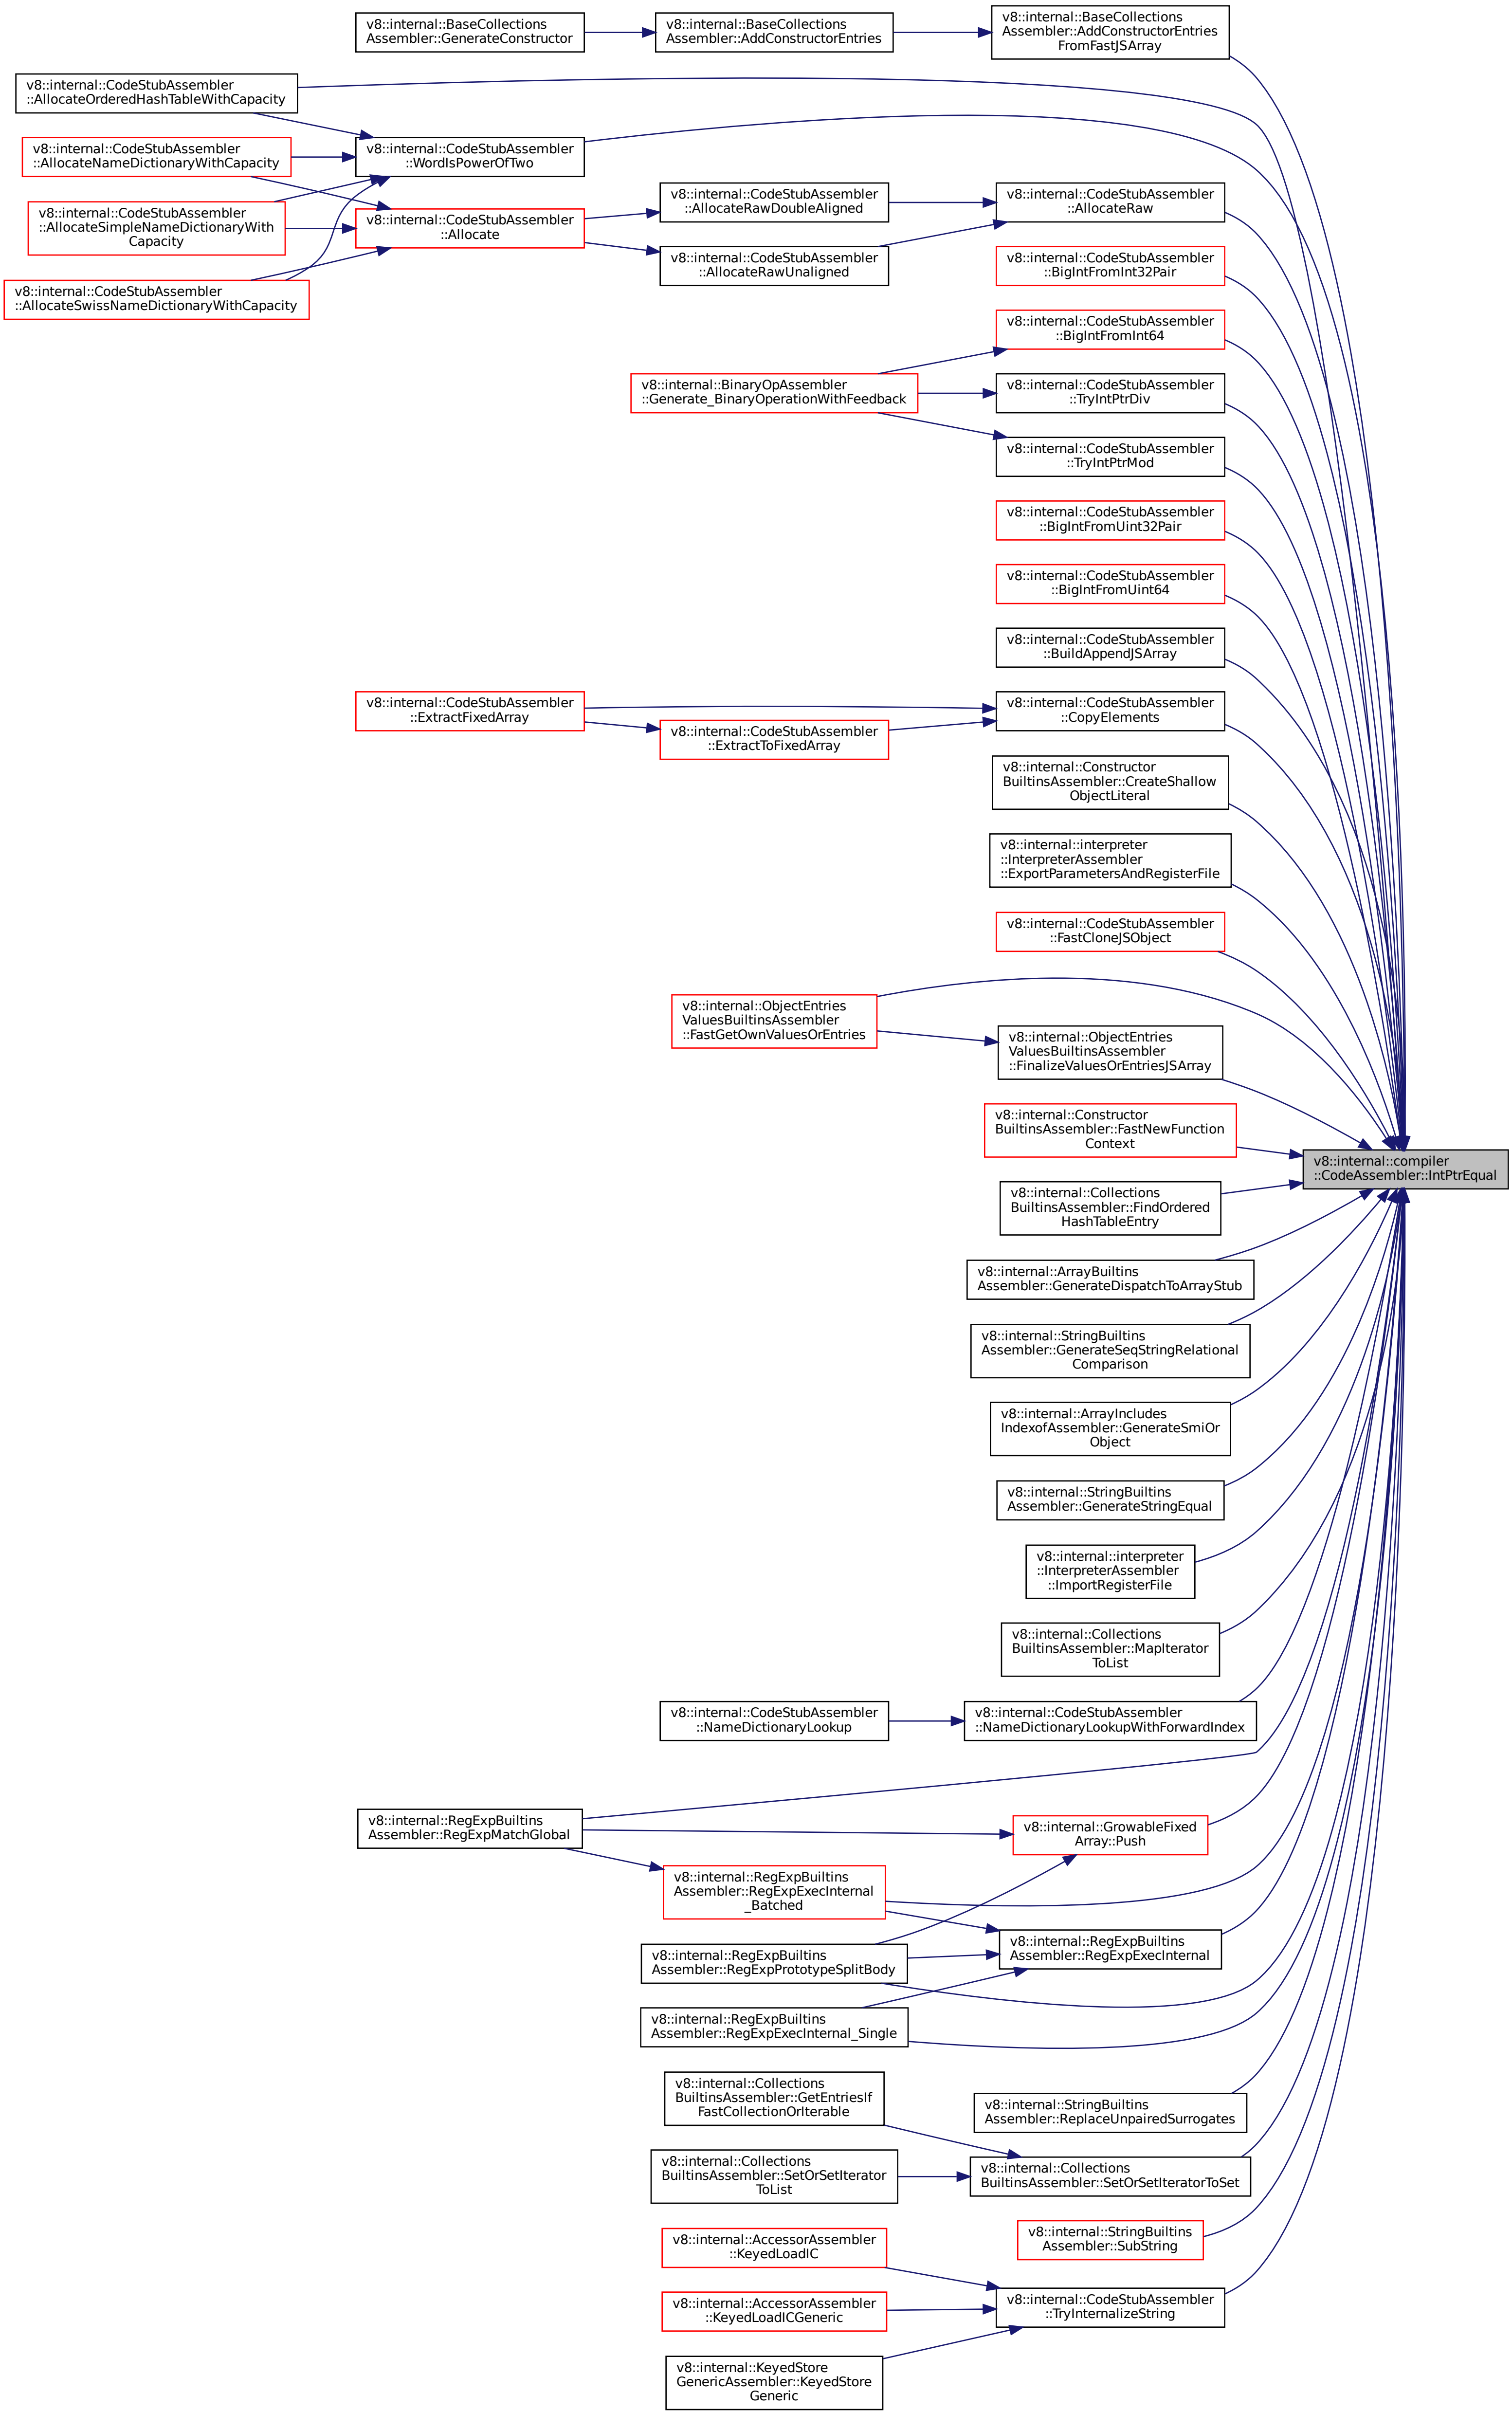 v8::internal::BaseCollections
Assembler::GenerateConstructor
v8::internal::BaseCollections
Assembler::AddConstructorEntries
v8::internal::BaseCollections
Assembler::AddConstructorEntries
FromFastJSArray
v8::internal::CodeStubAssembler
::AllocateOrderedHashTableWithCapacity
v8::internal::CodeStubAssembler
::AllocateNameDictionaryWithCapacity
v8::internal::CodeStubAssembler
::WordIsPowerOfTwo
v8::internal::CodeStubAssembler
::AllocateSimpleNameDictionaryWith
Capacity
v8::internal::CodeStubAssembler
::Allocate
v8::internal::CodeStubAssembler
::AllocateRawDoubleAligned
v8::internal::CodeStubAssembler
::AllocateRaw
v8::internal::CodeStubAssembler
::AllocateRawUnaligned
v8::internal::CodeStubAssembler
::AllocateSwissNameDictionaryWithCapacity
v8::internal::CodeStubAssembler
::BigIntFromInt32Pair
v8::internal::CodeStubAssembler
::BigIntFromInt64
v8::internal::BinaryOpAssembler
::Generate_BinaryOperationWithFeedback
v8::internal::CodeStubAssembler
::TryIntPtrDiv
v8::internal::CodeStubAssembler
::TryIntPtrMod
v8::internal::CodeStubAssembler
::BigIntFromUint32Pair
v8::internal::CodeStubAssembler
::BigIntFromUint64
v8::internal::CodeStubAssembler
::BuildAppendJSArray
v8::internal::CodeStubAssembler
::ExtractFixedArray
v8::internal::CodeStubAssembler
::ExtractToFixedArray
v8::internal::CodeStubAssembler
::CopyElements
v8::internal::Constructor
BuiltinsAssembler::CreateShallow
ObjectLiteral
v8::internal::interpreter
::InterpreterAssembler
::ExportParametersAndRegisterFile
v8::internal::CodeStubAssembler
::FastCloneJSObject
v8::internal::ObjectEntries
ValuesBuiltinsAssembler
::FastGetOwnValuesOrEntries
v8::internal::ObjectEntries
ValuesBuiltinsAssembler
::FinalizeValuesOrEntriesJSArray
v8::internal::Constructor
BuiltinsAssembler::FastNewFunction
Context
v8::internal::compiler
::CodeAssembler::IntPtrEqual
v8::internal::Collections
BuiltinsAssembler::FindOrdered
HashTableEntry
v8::internal::ArrayBuiltins
Assembler::GenerateDispatchToArrayStub
v8::internal::StringBuiltins
Assembler::GenerateSeqStringRelational
Comparison
v8::internal::ArrayIncludes
IndexofAssembler::GenerateSmiOr
Object
v8::internal::StringBuiltins
Assembler::GenerateStringEqual
v8::internal::interpreter
::InterpreterAssembler
::ImportRegisterFile
v8::internal::Collections
BuiltinsAssembler::MapIterator
ToList
v8::internal::CodeStubAssembler
::NameDictionaryLookup
v8::internal::CodeStubAssembler
::NameDictionaryLookupWithForwardIndex
v8::internal::RegExpBuiltins
Assembler::RegExpMatchGlobal
v8::internal::GrowableFixed
Array::Push
v8::internal::RegExpBuiltins
Assembler::RegExpExecInternal
_Batched
v8::internal::RegExpBuiltins
Assembler::RegExpExecInternal
v8::internal::RegExpBuiltins
Assembler::RegExpPrototypeSplitBody
v8::internal::RegExpBuiltins
Assembler::RegExpExecInternal_Single
v8::internal::Collections
BuiltinsAssembler::GetEntriesIf
FastCollectionOrIterable
v8::internal::StringBuiltins
Assembler::ReplaceUnpairedSurrogates
v8::internal::Collections
BuiltinsAssembler::SetOrSetIterator
ToList
v8::internal::Collections
BuiltinsAssembler::SetOrSetIteratorToSet
v8::internal::StringBuiltins
Assembler::SubString
v8::internal::AccessorAssembler
::KeyedLoadIC
v8::internal::AccessorAssembler
::KeyedLoadICGeneric
v8::internal::CodeStubAssembler
::TryInternalizeString
v8::internal::KeyedStore
GenericAssembler::KeyedStore
Generic